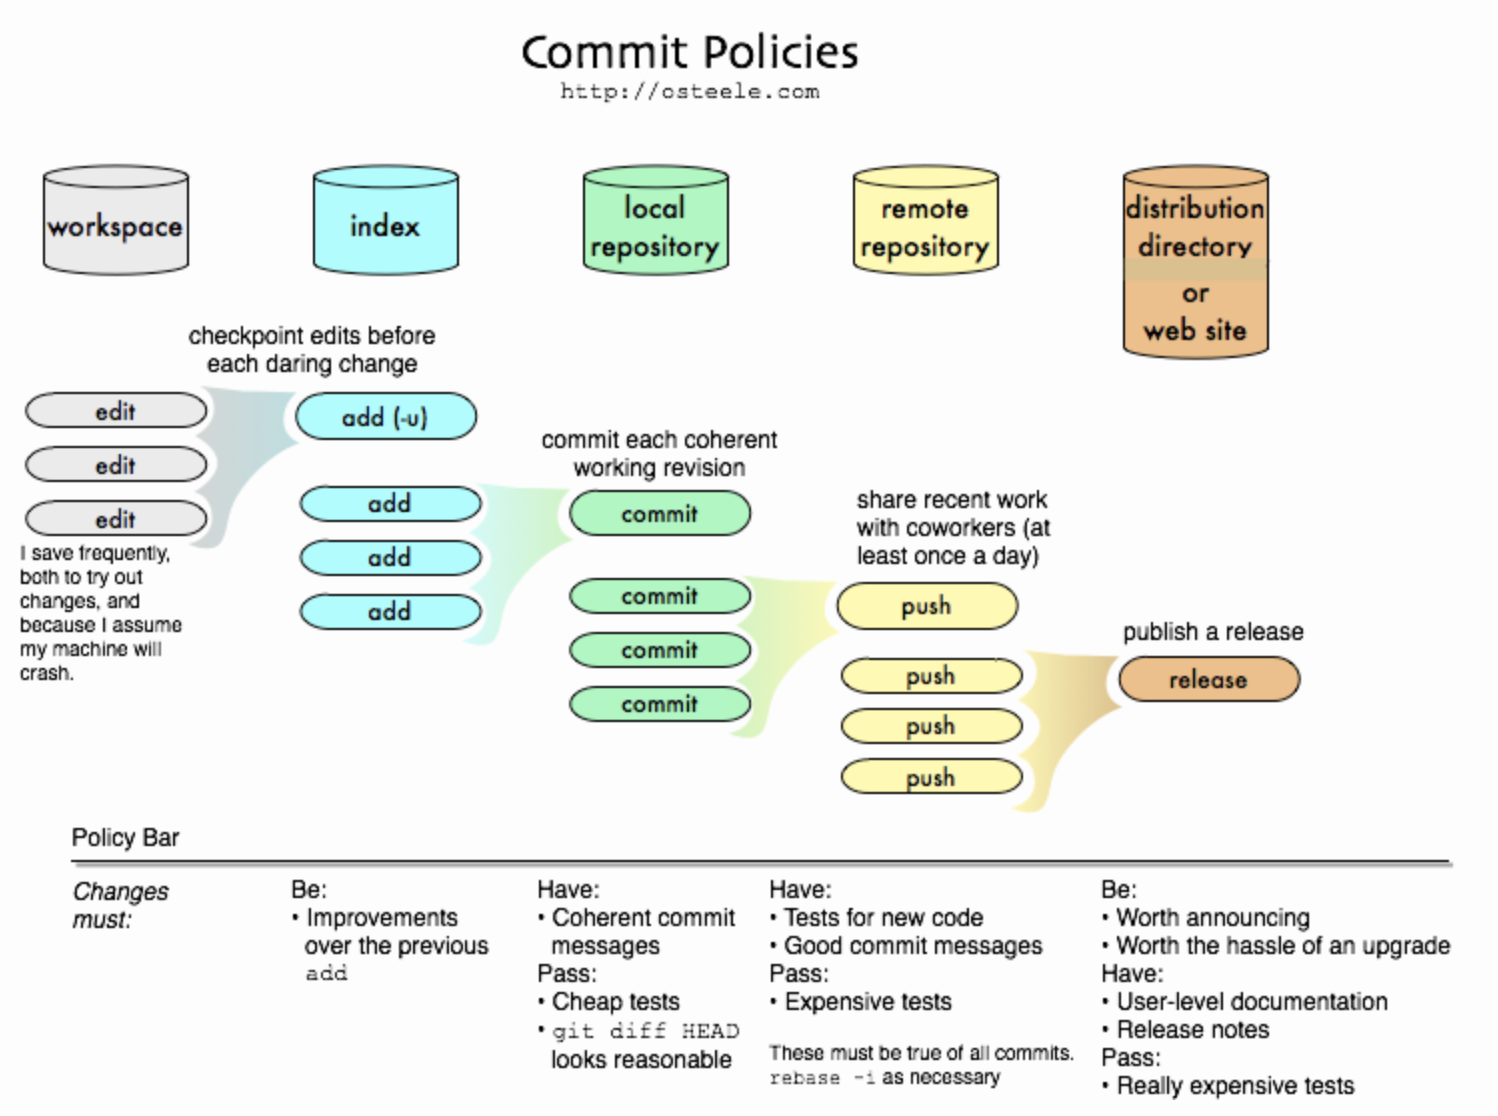 Commit Policies
http://osteele.com
workspace
index
local
repository
remote
repository
distribution
directory
or
web site
checkpoint edits before
each daring change
edit
edit
edit
I save frequently,
both to try out
changes, and
because I assume
my machine will
crash.
add (-u)
add
add
add
commit each coherent
working revision
commit
commit
commit
commit
share recent work
with coworkers (at
least once a day)
push
push
push
push
publish a release
release
Policy Bar
Changes
must:
Be:
• Improvements
over the previous
add
Have:
• Coherent commit
messages
Pass:
• Cheap tests
• git diff HEAD
looks reasonable
Have:
• Tests for new code
• Good commit messages
Pass:
• Expensive tests
These must be true of all commits.
rebase -i as necessary
Be:
• Worth announcing
• Worth the hassle of an upgrade
Have:
• User-level documentation
• Release notes
Pass:
• Really expensive tests